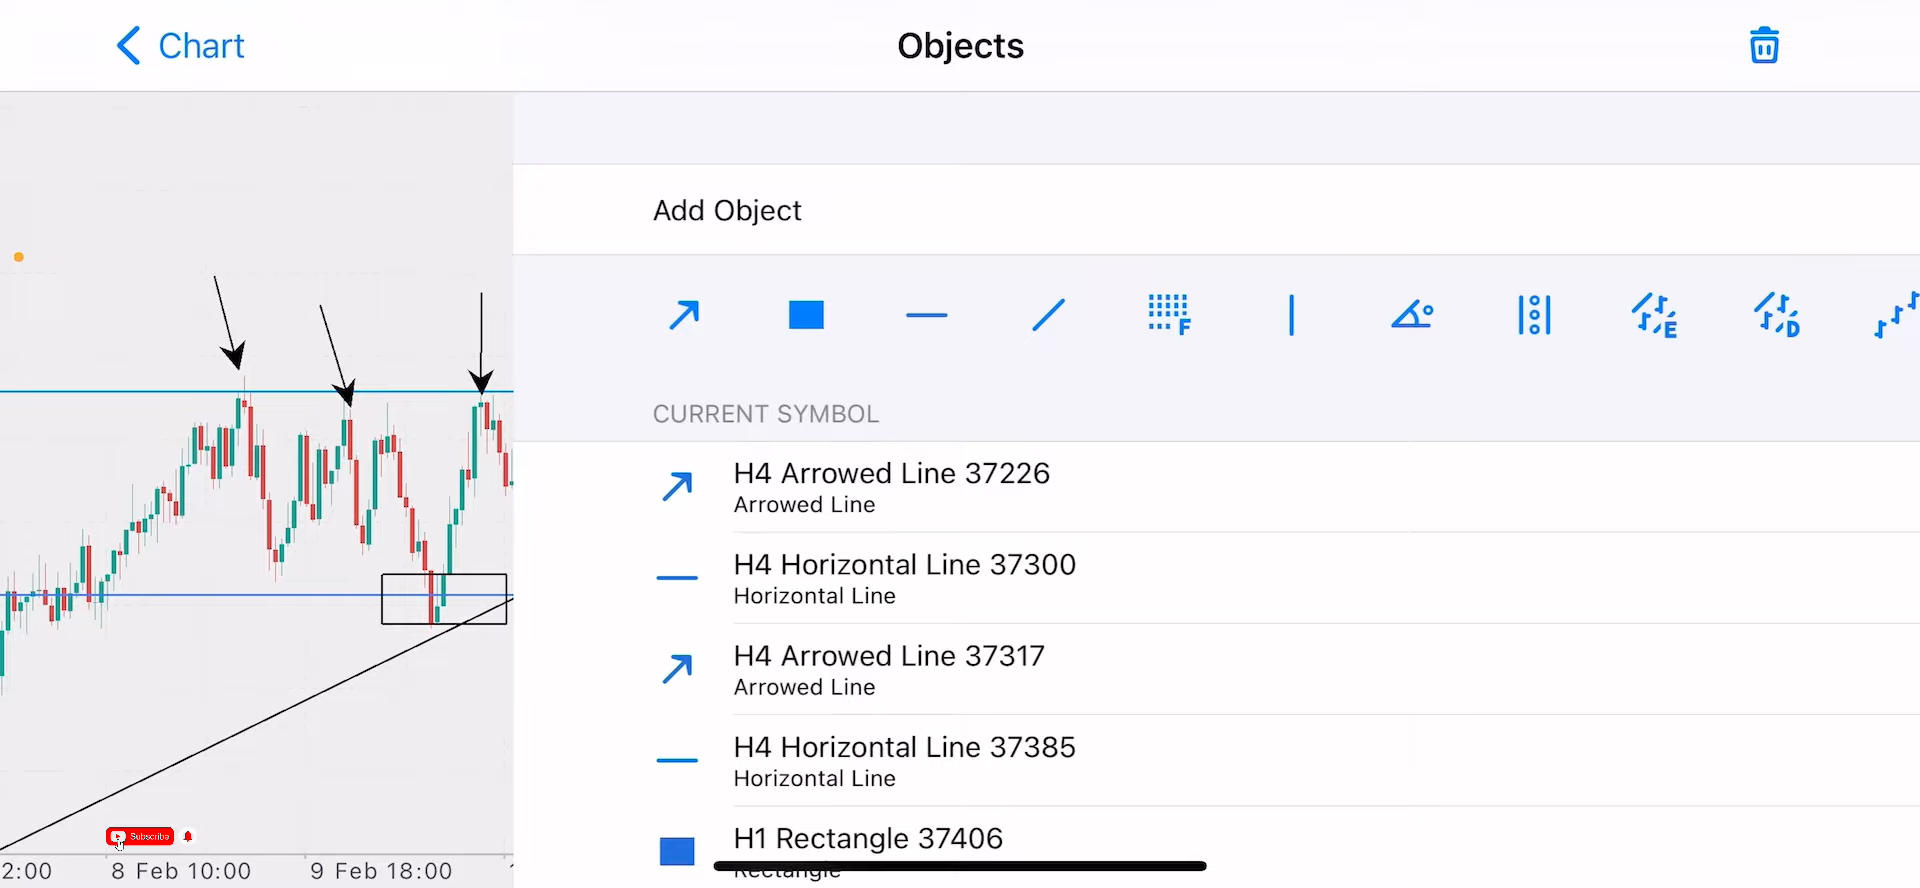 Chart
Objects
Add Object
F
E
D
CURRENT SYMBOL
H4 Arrowed Line 37226
Arrowed Line
H4 Horizontal Line 37300
Horizontal Line
H4 Arrowed Line 37317
Arrowed Line
H4 Horizontal Line 37385
Horizontal Line
H1 Rectangle 37406
Rectangle
Subscribe
2:00
8 Feb 10:00
9 Feb 18:00